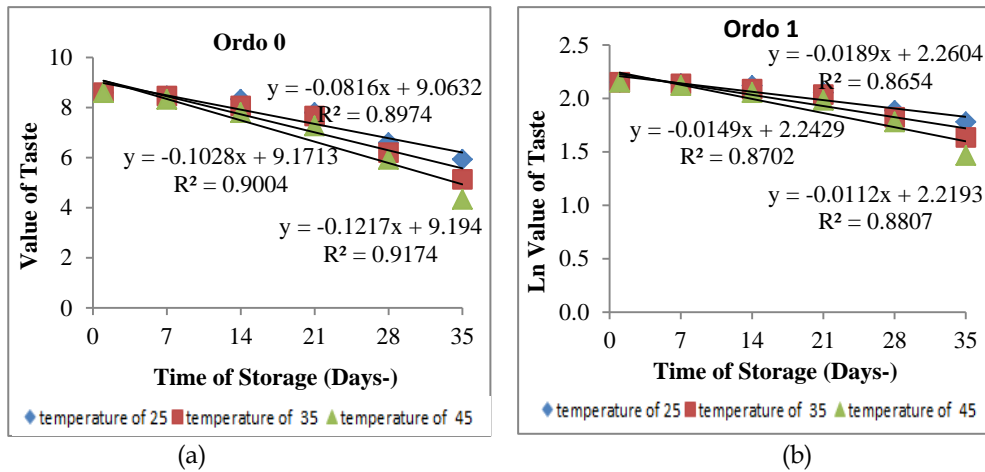 Ordo 0
Value of Taste
10
8
6
4
2
0
y = -0.0816x + 9.0632
R² = 0.8974
y = -0.1028x + 9.1713
R² = 0.9004
y = -0.1217x + 9.194
R² = 0.9174
0 7 14 21 28 35
Time of Storage (Days-)
temperature of 25 temperature of 35 temperature of 45
(a)
Ordo 1
Ln Value of Taste
2.5
2.0
1.5
1.0
0.5
0.0
y = -0.0189x + 2.2604
R² = 0.8654
y = -0.0149x + 2.2429
R² = 0.8702
y = -0.0112x + 2.2193
R² = 0.8807
0 7 14 21 28 35
Time of Storage (Days-)
temperature of 25 temperature of 35 temperature of 45
(b)